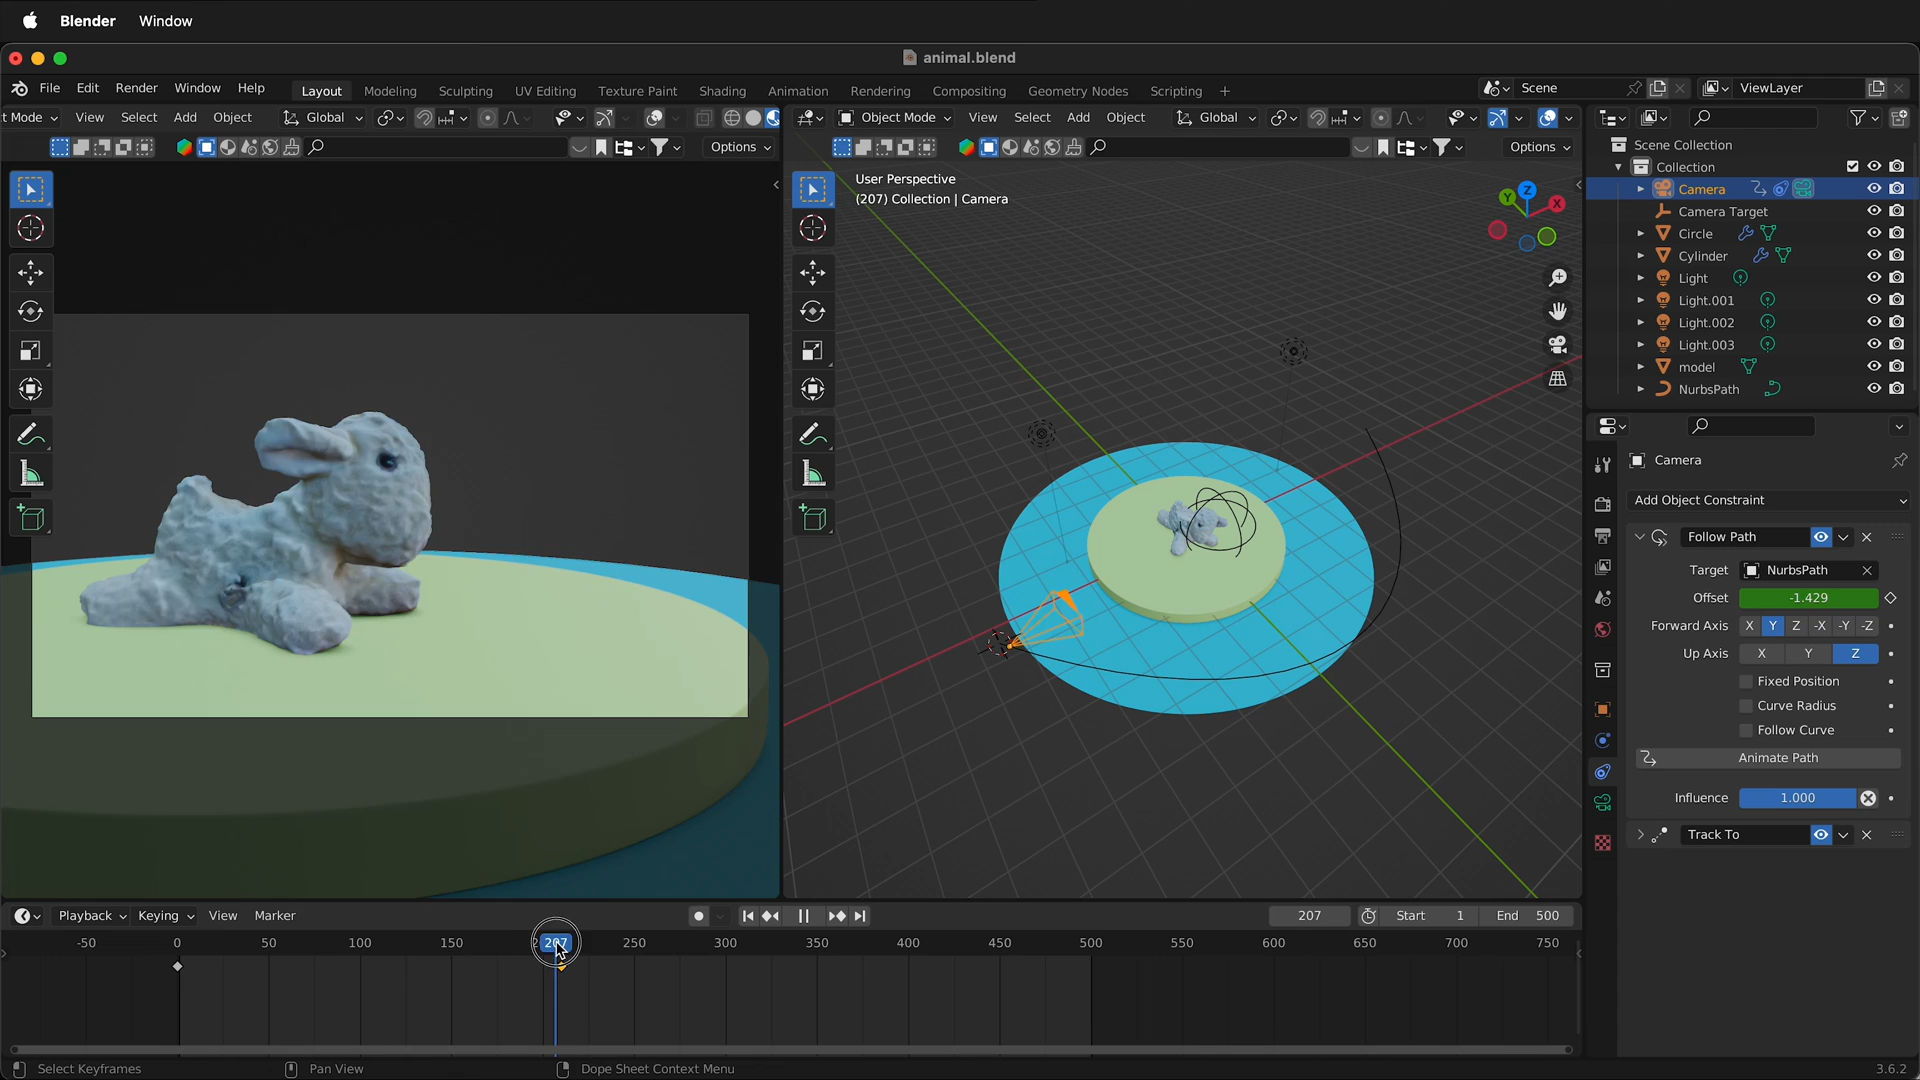 Blender Window
animal.blend
File Edit Render Window Help
Layout Modeling Sculpting UV Editing Texture Paint Shading Animation Rendering Compositing Geometry Nodes Scripting +
Scene
ViewLayer
t Mode View Select Add Object Global
Object Mode View Select Add Object Global
Options
Options
User Perspective
(207) Collection | Camera
Z
Y
X
Scene Collection
Collection
Camera
Camera Target
Circle
Cylinder
Light
Light.001
Light.002
Light.003
model
NurbsPath
Camera
Add Object Constraint
Follow Path
Target NurbsPath
Offset -1.429
Forward Axis X Y Z -X -Y -Z
Up Axis X Y Z
Fixed Position
Curve Radius
Follow Curve
Animate Path
Influence 1.000
Track To
Playback Keying View Marker
207 Start 1 End 500
-50 0 50 100 150 207 250 300 350 400 450 500 550 600 650 700 750
Select Keyframes Pan View Dope Sheet Context Menu
3.6.2